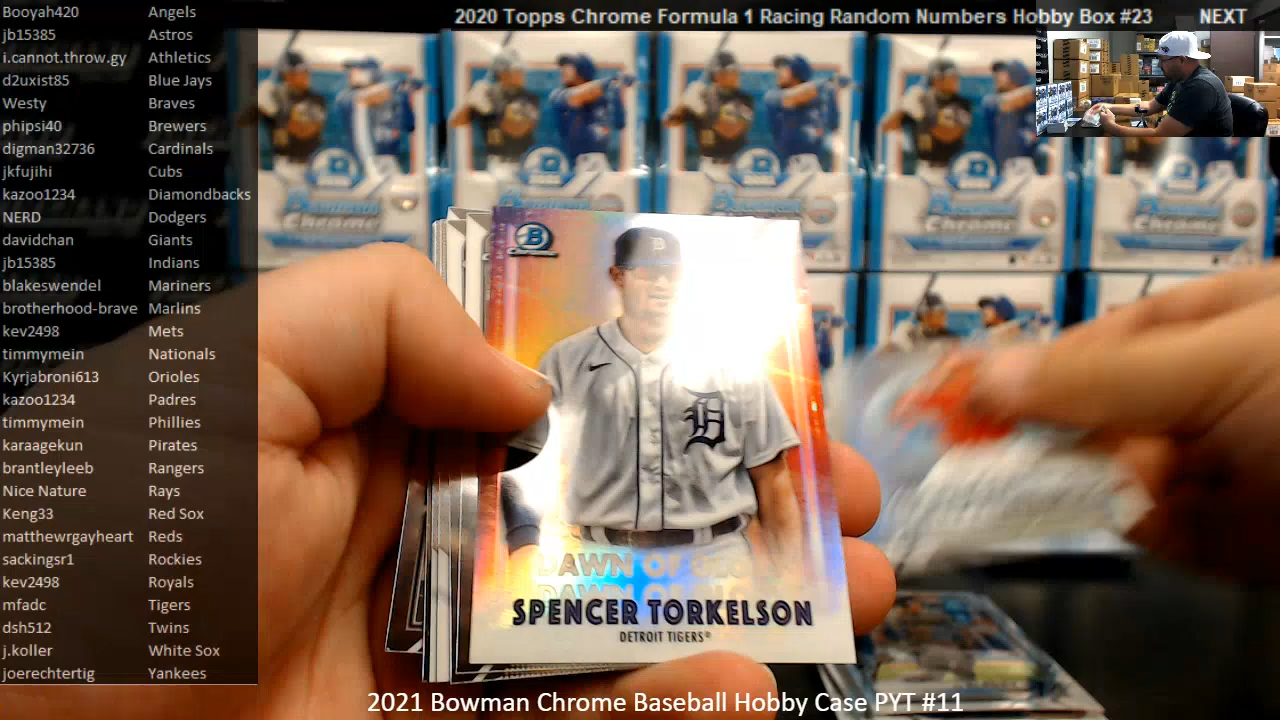 2020 Topps Chrome Formula 1 Racing Random Numbers Hobby Box #23 NEXT
Booyah420 Angels
jb15385 Astros
i.cannot.throw.gy Athletics
d2uxist85 Blue Jays
Westy Braves
phipsi40 Brewers
digman32736 Cardinals
jkfujihi Cubs
kazoo1234 Diamondbacks
NERD Dodgers
davidchan Giants
jb15385 Indians
blakeswendel Mariners
brotherhood-brave Marlins
kev2498 Mets
timmymein Nationals
Kyrjabroni613 Orioles
kazoo1234 Padres
timmymein Phillies
karaagekun Pirates
brantleyleeb Rangers
Nice Nature Rays
Keng33 Red Sox
matthewrgayheart Reds
sackingsr1 Rockies
kev2498 Royals
mfadc Tigers
dsh512 Twins
j.koller White Sox
joerechtertig Yankees
B
Chrome
D
DAWN OF GLO
SPENCER TORKELSON
DETROIT TIGERS®
2021 Bowman Chrome Baseball Hobby Case PYT #11